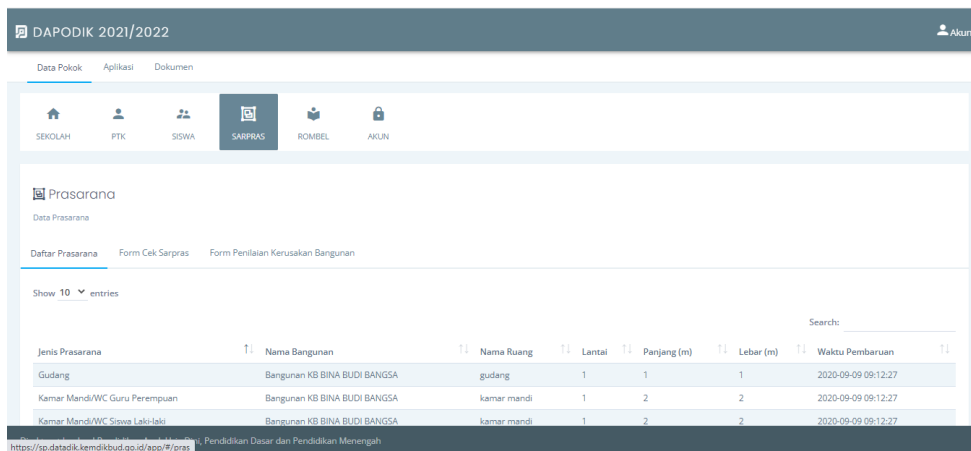 DAPODIK 2021/2022
Akun
Data Pokok Aplikasi Dokumen
SEKOLAH PTK SISWA SARPRAS ROMBEL AKUN
Prasarana
Data Prasarana
Daftar Prasarana Form Cek Sarpras Form Penilaian Kerusakan Bangunan
Show 10 entries
Search:
Jenis Prasarana Nama Bangunan Nama Ruang Lantai Panjang (m) Lebar (m) Waktu Pembaruan
Gudang Bangunan KB BINA BUDI BANGSA gudang 1 1 1 2020-09-09 09:12:27
Kamar Mandi/WC Guru Perempuan Bangunan KB BINA BUDI BANGSA kamar mandi 1 2 2 2020-09-09 09:12:27
Kamar Mandi/WC Siswa Laki-laki Bangunan KB BINA BUDI BANGSA kamar mandi 1 2 2 2020-09-09 09:12:27
Pendidikan Dasar dan Pendidikan Menengah
https://sp.datadik.kemdikbud.go.id/app/#/pras